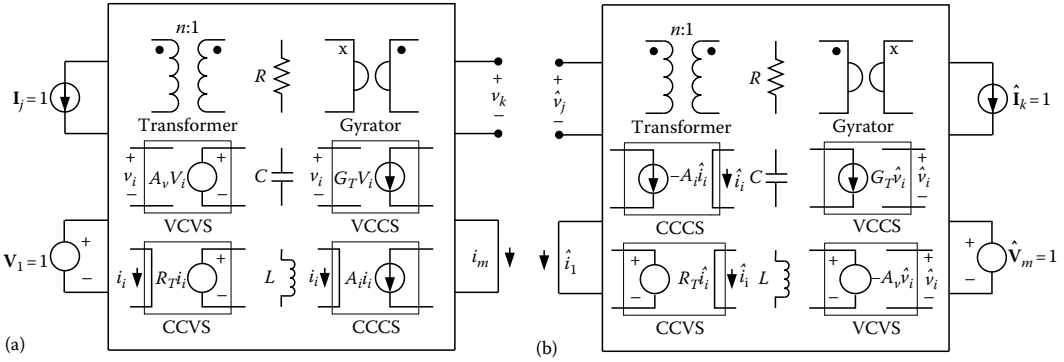 n:1
x
R
I_j = 1
+
v_k
−
Transformer
Gyrator
+
v_i
−
A_vV_i
+
−
C
+
v_i
−
G_TV_i
VCVS
VCCS
V_1 = 1
+
−
i_i
R_Ti_i
+
−
L
i_i
A_ii_i
i_m
CCVS
CCCS
(a)
n:1
x
R
+
v̂_j
−
Î_k = 1
Transformer
Gyrator
−A_iî_i
î_i
C
G_Tv̂_i
+
v̂_i
−
CCCS
VCCS
î_1
+
−
R_Tî_i
î_i
L
+
−
−A_vv̂_i
+
v̂_i
−
+
−
V̂_m = 1
CCVS
VCVS
(b)